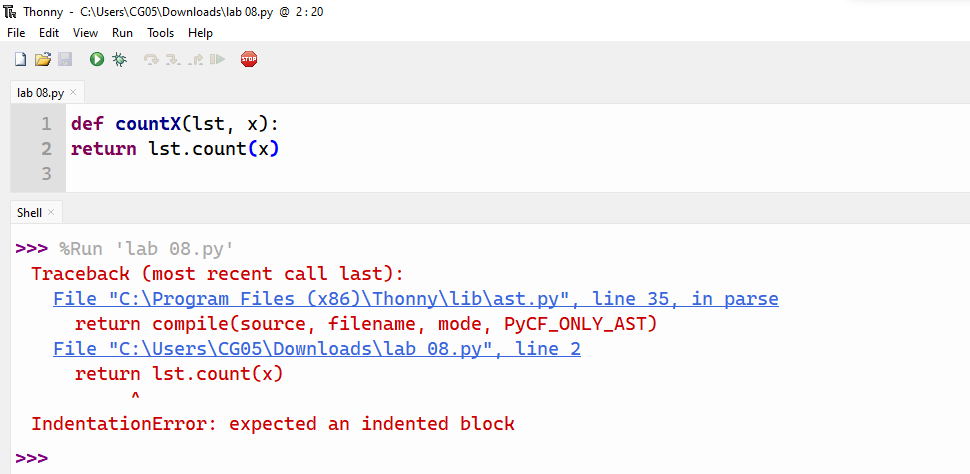 Thonny - C:\Users\CG05\Downloads\lab 08.py @ 2:20
File Edit View Run Tools Help
STOP
lab 08.py ×
1 def countX(lst, x):
2 return lst.count(x)
3
Shell ×
>>> %Run 'lab 08.py'
Traceback (most recent call last):
File "C:\Program Files (x86)\Thonny\lib\ast.py", line 35, in parse
return compile(source, filename, mode, PyCF_ONLY_AST)
File "C:\Users\CG05\Downloads\lab 08.py", line 2
return lst.count(x)
^
IndentationError: expected an indented block
>>>